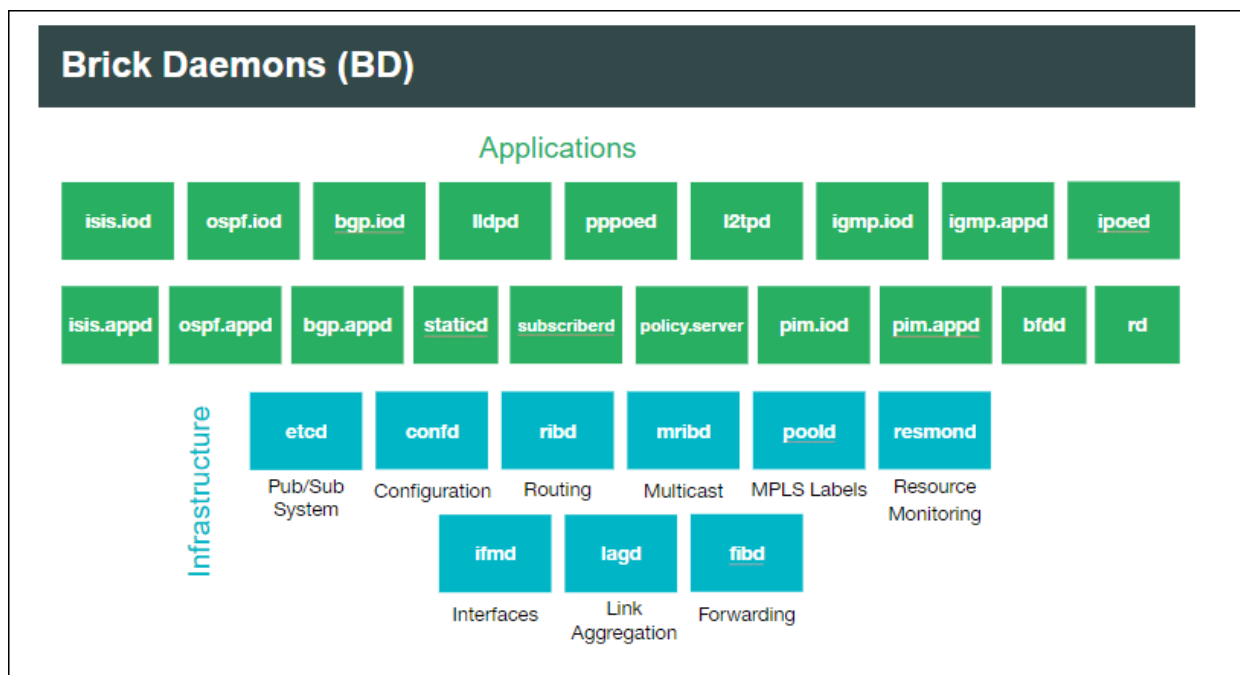 Brick Daemons (BD)
Applications
isis.iod ospf.iod bgp.iod lldpd pppoed l2tpd igmp.iod igmp.appd ipoed
isis.appd ospf.appd bgp.appd staticd subscriberd policy.server pim.iod pim.appd bfdd rd
Infrastructure
etcd confd ribd mribd poold resmond
Pub/Sub System Configuration Routing Multicast MPLS Labels Resource Monitoring
ifmd lagd fibd
Interfaces Link Aggregation Forwarding